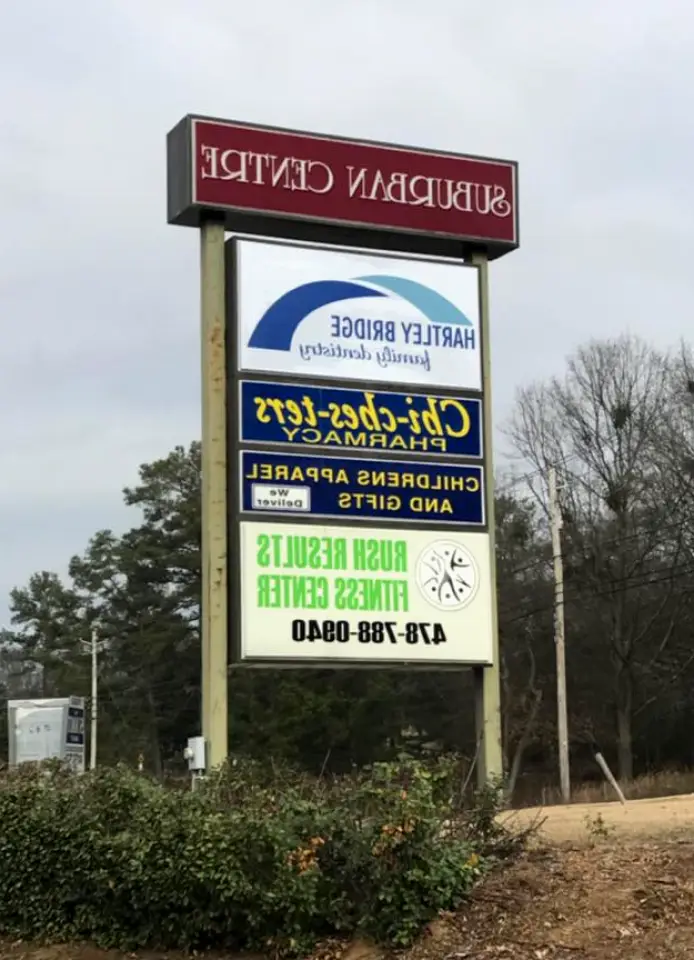 SUBURBAN CENTRE
HARTLEY BRIDGE
family dentistry
Chi-ches-ters
PHARMACY
CHILDRENS APPAREL
AND GIFTS
We
Deliver
RUSH RESULTS
FITNESS CENTER
478-788-0940